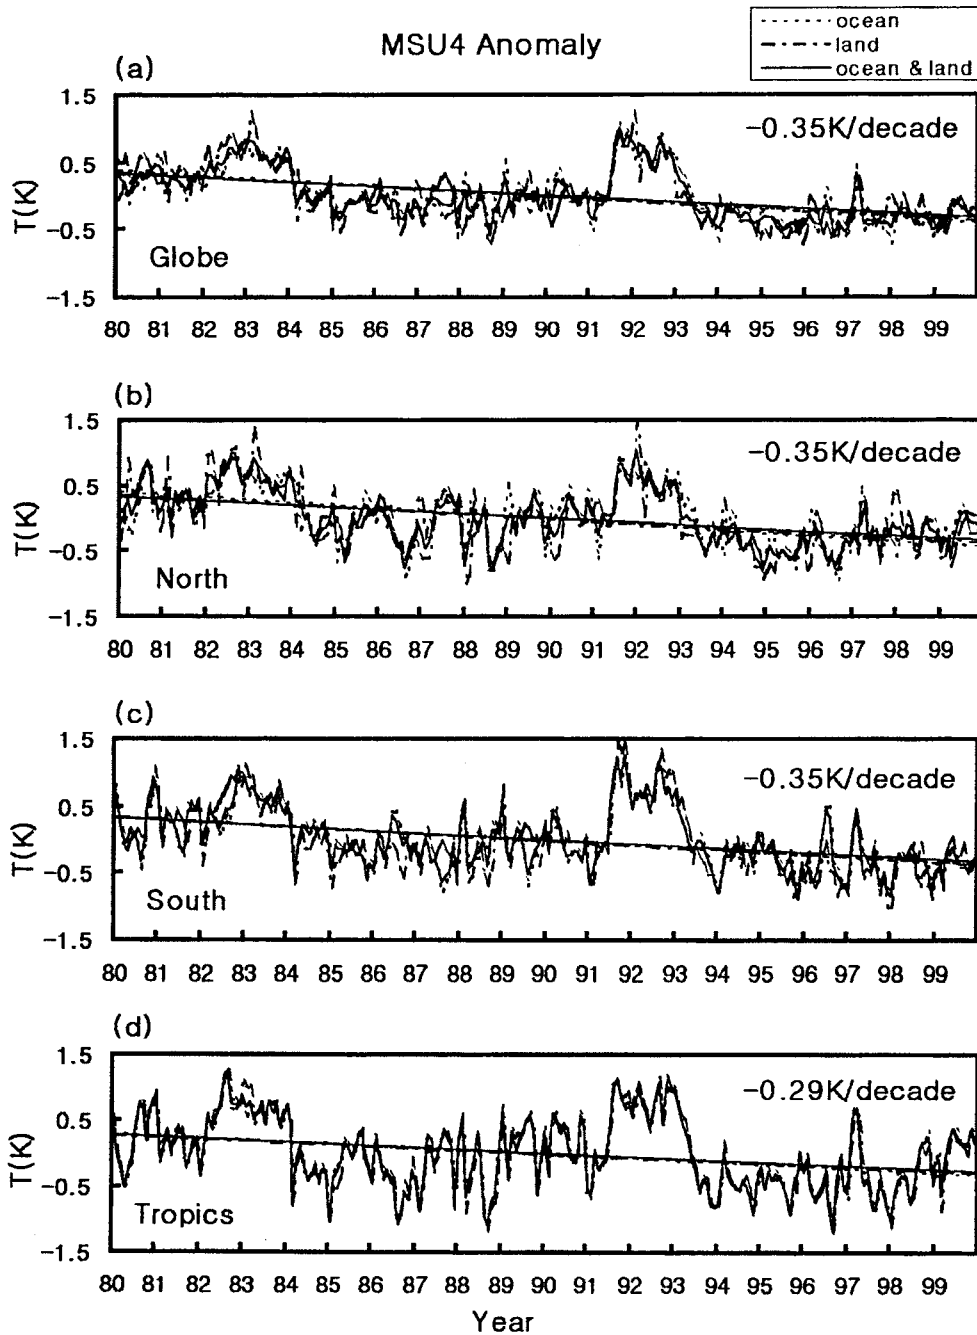 ocean
land
ocean & land
MSU4 Anomaly
(a)
1.5
0.5
-0.5
-1.5
T(K)
-0.35K/decade
Globe
80 81 82 83 84 85 86 87 88 89 90 91 92 93 94 95 96 97 99
(b)
1.5
0.5
-0.5
-1.5
T(K)
-0.35K/decade
North
80 81 82 83 84 85 86 87 88 89 90 91 92 93 94 95 96 97 99
(c)
1.5
0.5
-0.5
-1.5
T(K)
-0.35K/decade
South
80 81 82 83 84 85 86 87 88 89 90 91 92 93 94 95 96 97 99
(d)
1.5
0.5
-0.5
-1.5
T(K)
-0.29K/decade
Tropics
80 81 82 83 84 85 86 87 88 89 90 91 92 93 94 95 96 97 99
Year